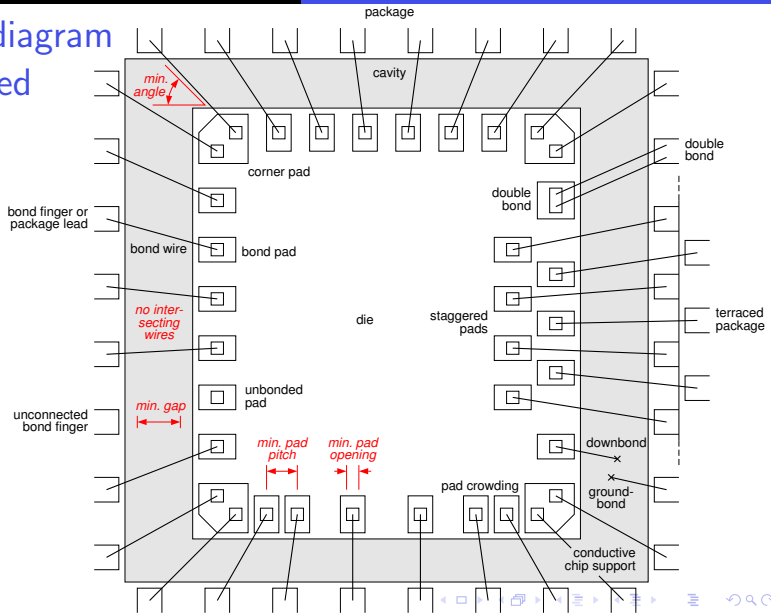 diagram
ed
package
cavity
min.
angle
corner pad
double
bond
double
bond
bond finger or
package lead
bond wire
bond pad
no inter-
secting
wires
die
staggered
pads
terraced
package
min. gap
unbonded
pad
unconnected
bond finger
min. pad
pitch
min. pad
opening
downbond
pad crowding
ground-
bond
conductive
chip support